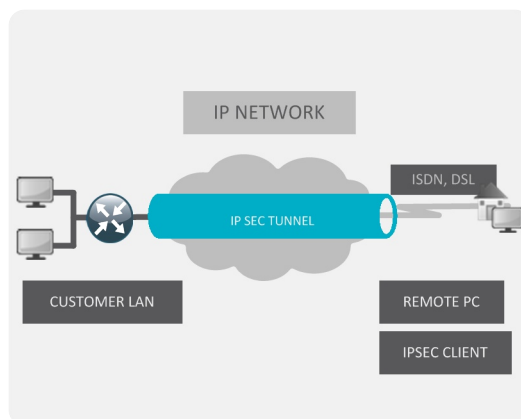 IP NETWORK
ISDN, DSL
IP SEC TUNNEL
CUSTOMER LAN
REMOTE PC
IPSEC CLIENT